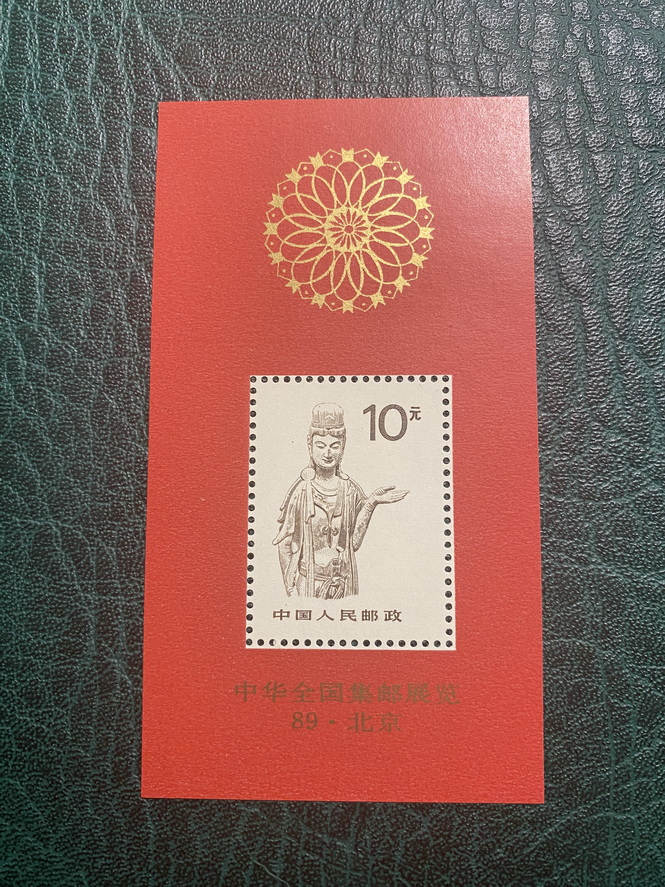 10元
中国人民邮政
中华全国集邮展览
89 - 北京